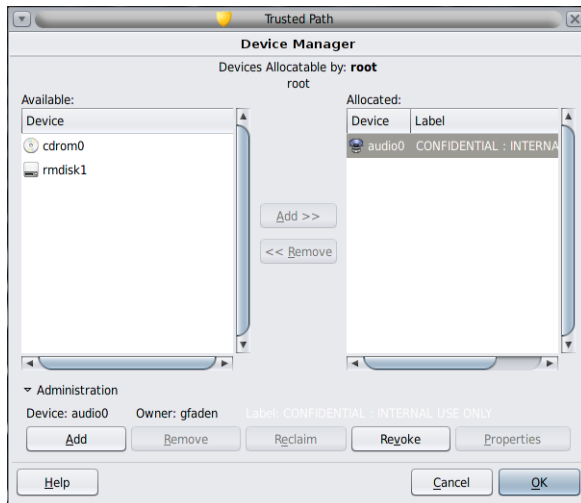 Trusted Path
Device Manager
Devices Allocatable by: root
root
Available:
Device
cdrom0
rmdisk1
Add >>
<< Remove
Allocated:
Device Label
audio0 CONFIDENTIAL : INTERNA
Administration
Device: audio0 Owner: gfaden Label: CONFIDENTIAL : INTERNAL USE ONLY
Add Remove Reclaim Revoke Properties
Help Cancel OK